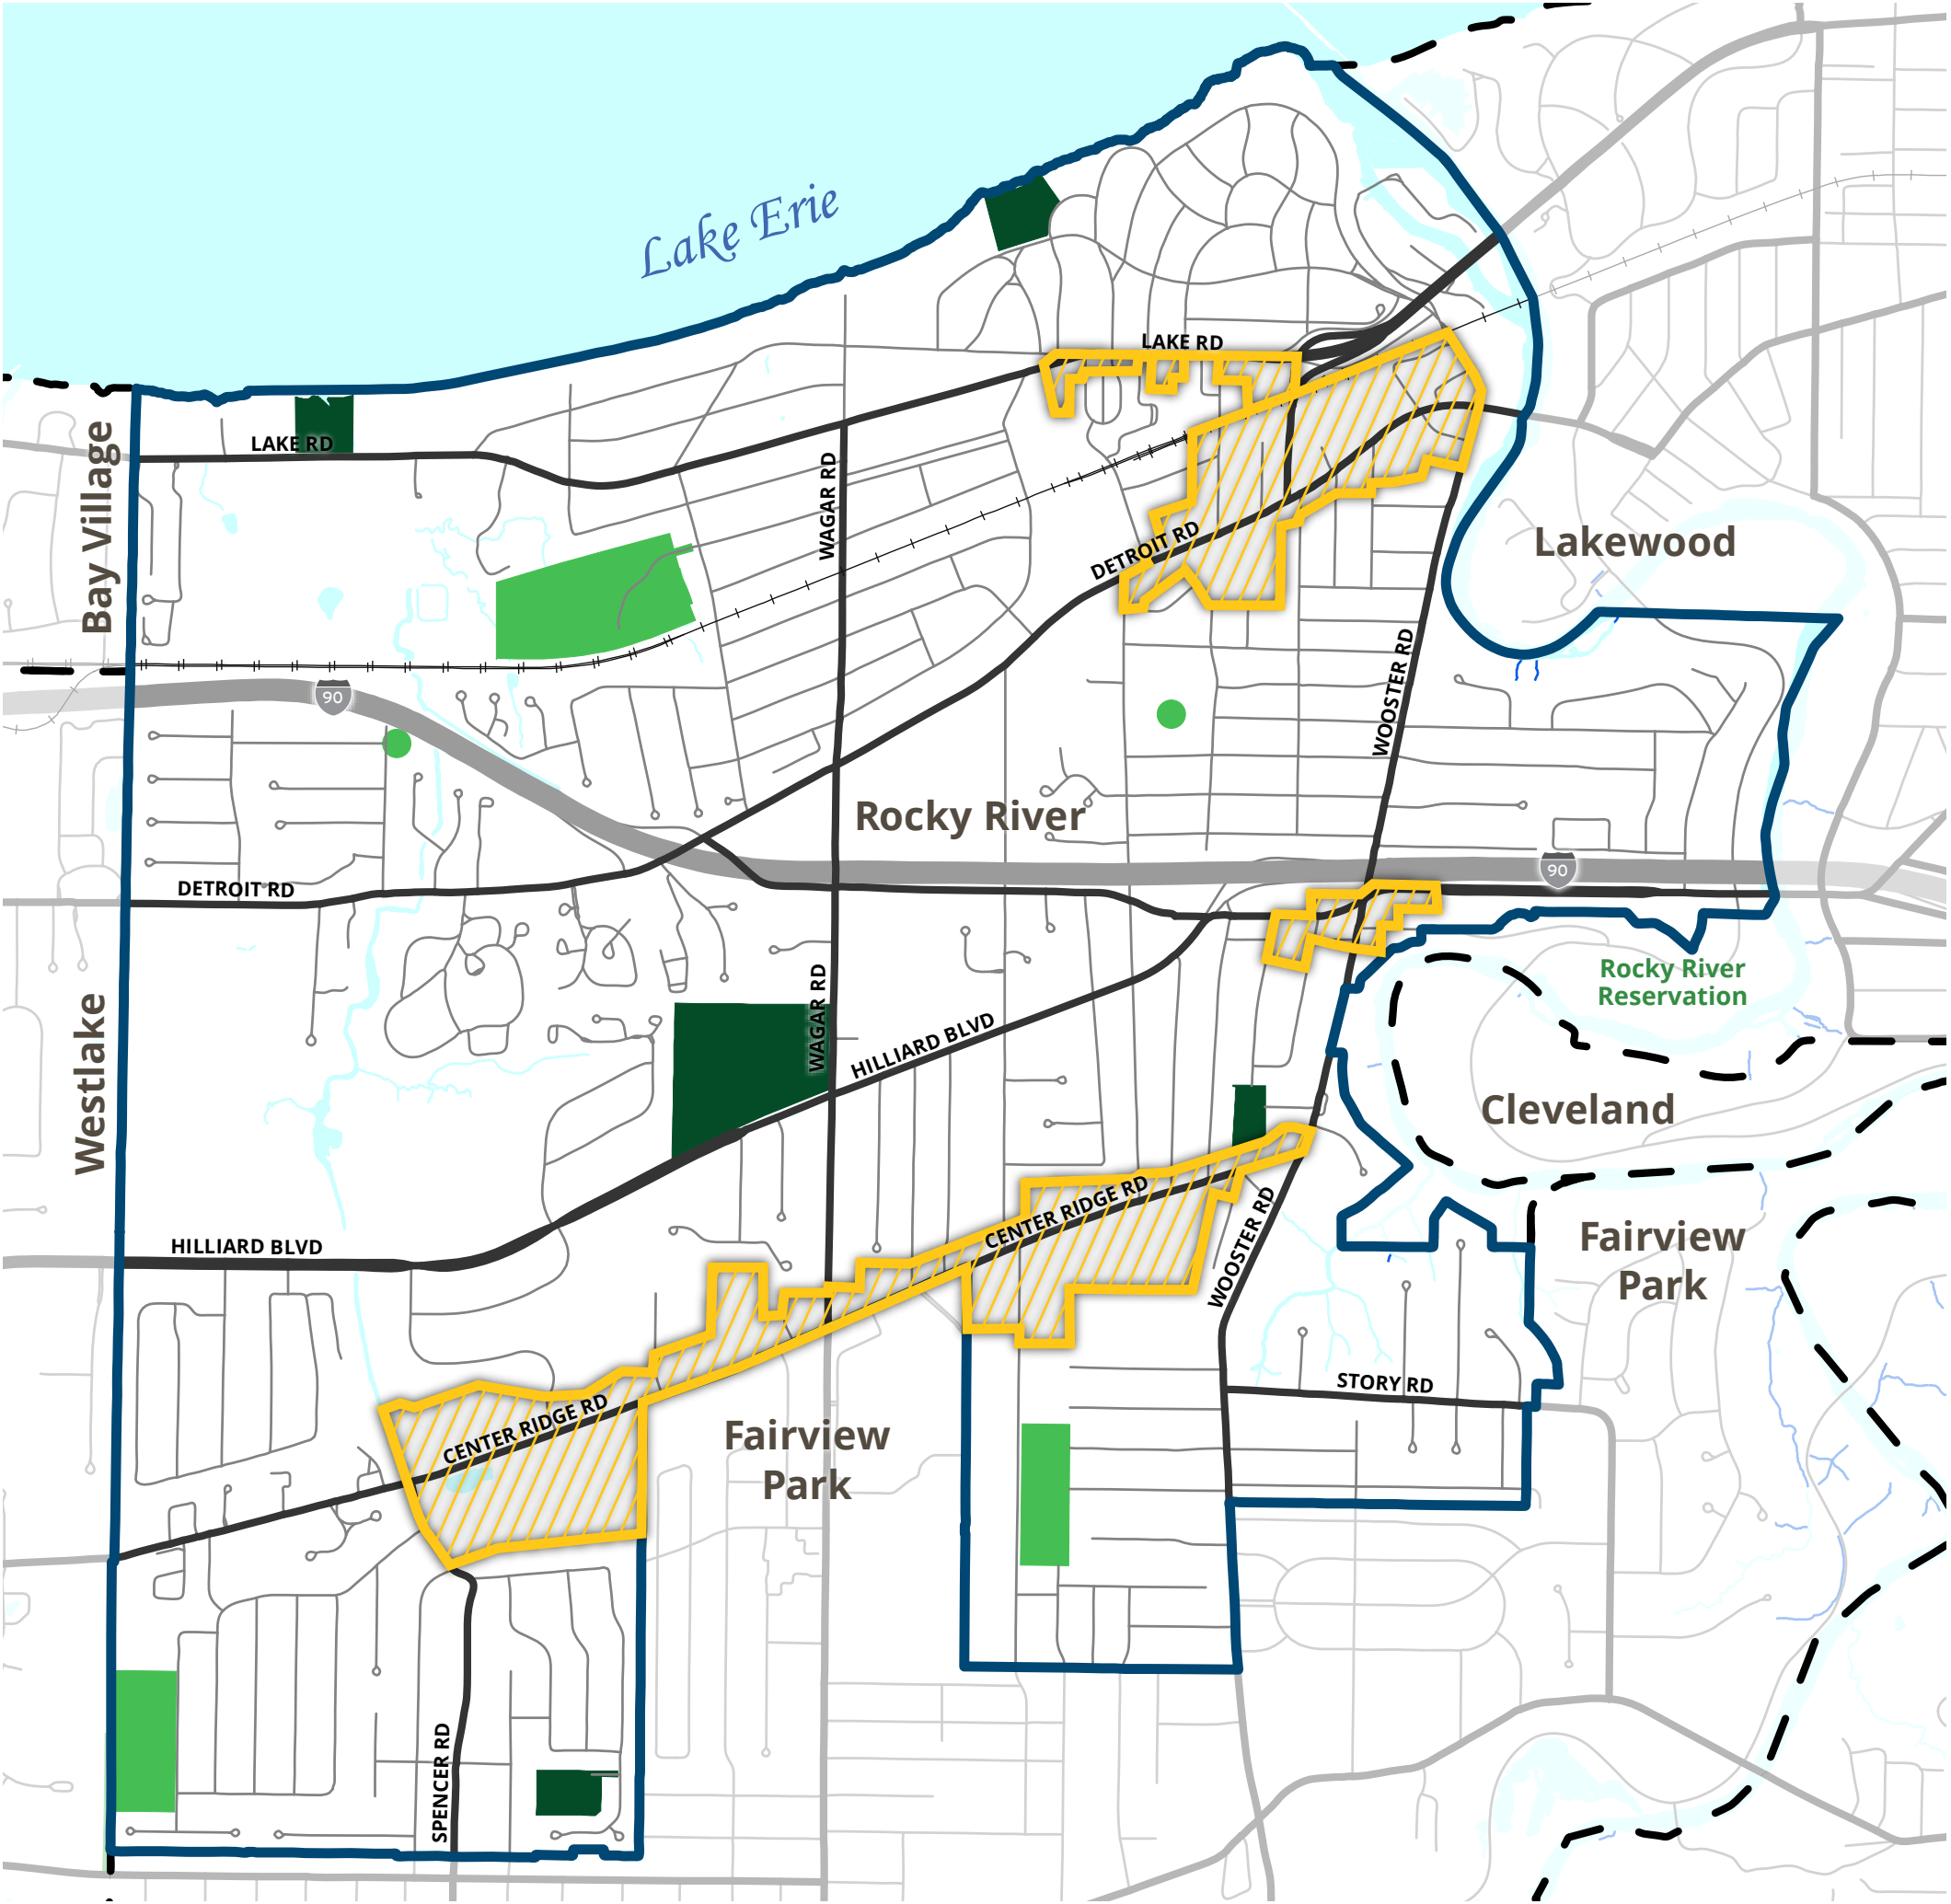 Lake Erie
LAKE RD
LAKE RD
Bay Village
WAGAR RD
DETROIT RD
Lakewood
WOOSTER RD
90
Rocky River
90
DETROIT RD
Rocky River
Reservation
WAGAR RD
HILLIARD BLVD
Westlake
Cleveland
CENTER RIDGE RD
WOOSTER RD
HILLIARD BLVD
Fairview
Park
STORY RD
CENTER RIDGE RD
Fairview
Park
SPENCER RD